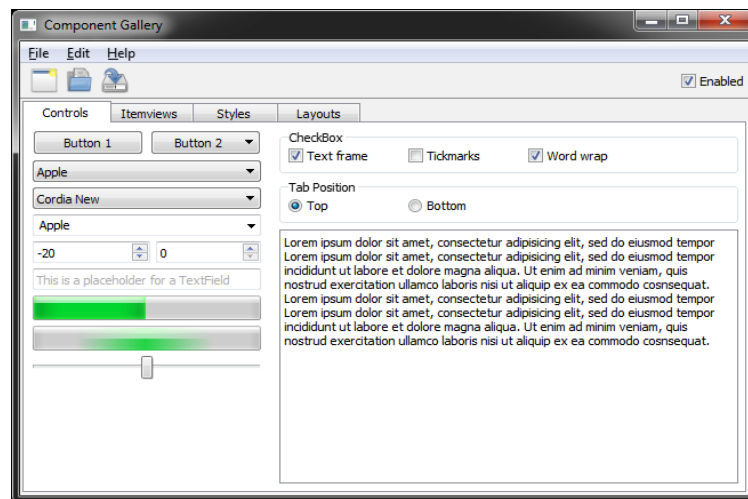 Component Gallery
File Edit Help
Enabled
Controls Itemviews Styles Layouts
Button 1 Button 2
Apple
Cordia New
Apple
-20 0
This is a placeholder for a TextField
CheckBox
Text frame Tickmarks Word wrap
Tab Position
Top Bottom
Lorem ipsum dolor sit amet, consectetur adipisicing elit, sed do eiusmod tempor
Lorem ipsum dolor sit amet, consectetur adipisicing elit, sed do eiusmod tempor
incididunt ut labore et dolore magna aliqua. Ut enim ad minim veniam, quis
nostrud exercitation ullamco laboris nisi ut aliquip ex ea commodo cosnsequat.
Lorem ipsum dolor sit amet, consectetur adipisicing elit, sed do eiusmod tempor
Lorem ipsum dolor sit amet, consectetur adipisicing elit, sed do eiusmod tempor
incididunt ut labore et dolore magna aliqua. Ut enim ad minim veniam, quis
nostrud exercitation ullamco laboris nisi ut aliquip ex ea commodo cosnsequat.